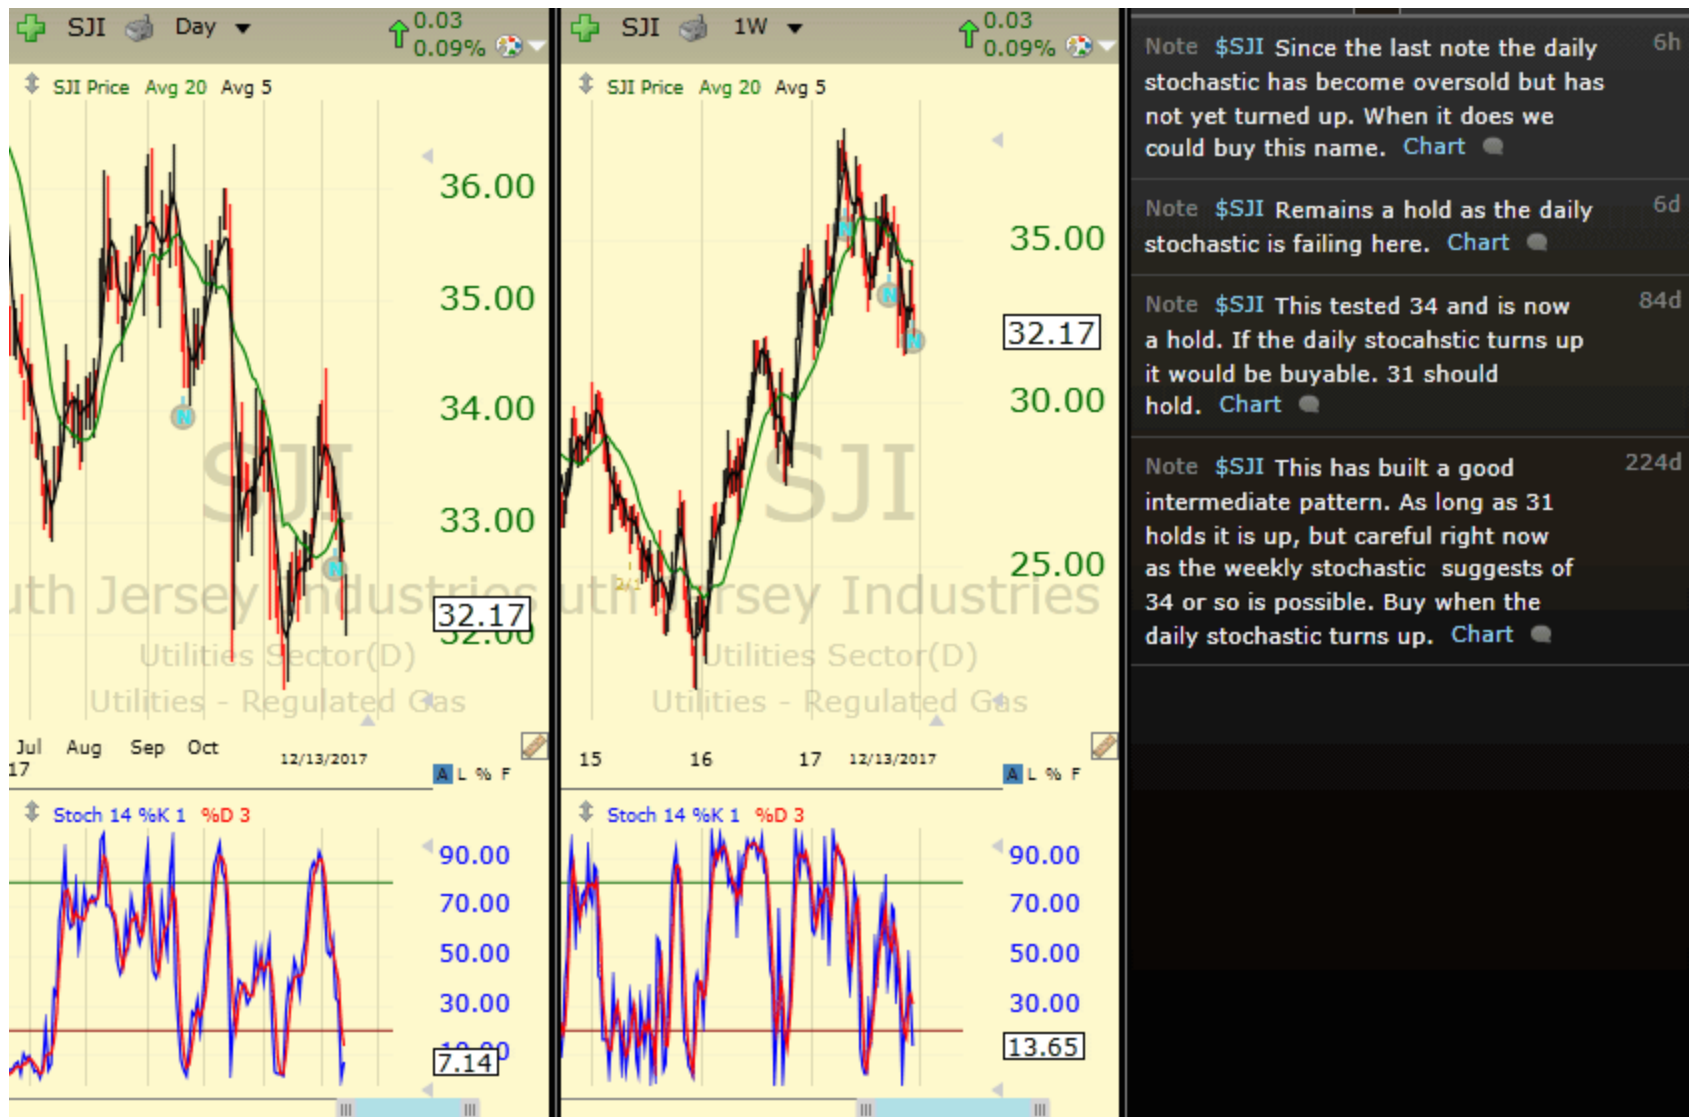 SJI Day 0.03
0.09%
SJI Price Avg 20 Avg 5
36.00
35.00
34.00
33.00
32.17
32.00
N
N
SJI
uth Jersey Industries
Utilities Sector(D)
Utilities - Regulated Gas
Jul Aug Sep Oct
17 12/13/2017
A L % F
Stoch 14 %K 1 %D 3
90.00
70.00
50.00
30.00
7.14
SJI 1W 0.03
0.09%
SJI Price Avg 20 Avg 5
35.00
32.17
30.00
25.00
N
N
N
2/1
SJI
uth Jersey Industries
Utilities Sector(D)
Utilities - Regulated Gas
15 16 17 12/13/2017
A L % F
Stoch 14 %K 1 %D 3
90.00
70.00
50.00
30.00
13.65
Note $SJI Since the last note the daily 6h
stochastic has become oversold but has
not yet turned up. When it does we
could buy this name. Chart
Note $SJI Remains a hold as the daily 6d
stochastic is failing here. Chart
Note $SJI This tested 34 and is now 84d
a hold. If the daily stocahstic turns up
it would be buyable. 31 should
hold. Chart
Note $SJI This has built a good 224d
intermediate pattern. As long as 31
holds it is up, but careful right now
as the weekly stochastic suggests of
34 or so is possible. Buy when the
daily stochastic turns up. Chart